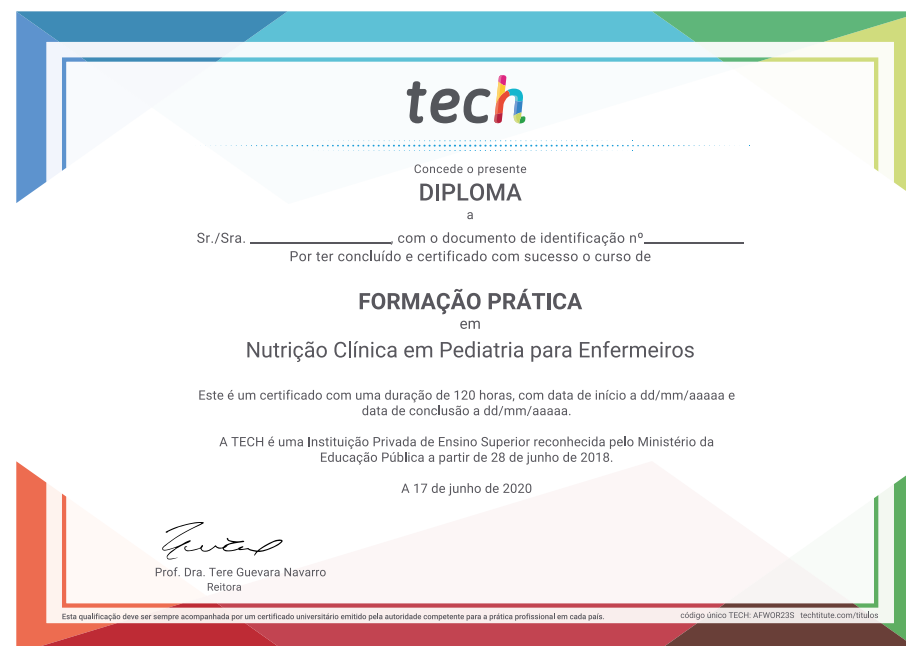 tech
Concede o presente
DIPLOMA
a
Sr./Sra. ____________________, com o documento de identificação nº______________
Por ter concluído e certificado com sucesso o curso de
FORMAÇÃO PRÁTICA
em
Nutrição Clínica em Pediatria para Enfermeiros
Este é um certificado com uma duração de 120 horas, com data de início a dd/mm/aaaaa e
data de conclusão a dd/mm/aaaaa.
A TECH é uma Instituição Privada de Ensino Superior reconhecida pelo Ministério da
Educação Pública a partir de 28 de junho de 2018.
A 17 de junho de 2020
Prof. Dra. Tere Guevara Navarro
Reitora
Esta qualificação deve ser sempre acompanhada por um certificado universitário emitido pela autoridade competente para a prática profissional em cada país.
código único TECH: AFWOR23S techtitute.com/titulos